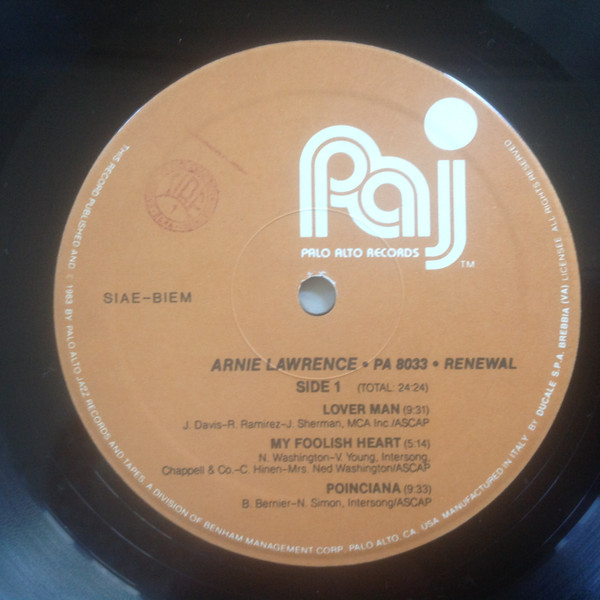 Paj
PALO ALTO RECORDS
TM
SIAE-BIEM
ARNIE LAWRENCE • PA 8033 • RENEWAL
SIDE 1 (TOTAL: 24:24)
LOVER MAN (9:31)
J. Davis-R. Ramirez-J. Sherman, MCA Inc./ASCAP
MY FOOLISH HEART (5:14)
N. Washington-V. Young, Intersong,
Chappell & Co.-C. Hinen-Mrs. Ned Washington/ASCAP
POINCIANA (9:33)
B. Bernier-N. Simon, Intersong/ASCAP
THIS RECORD PUBLISHED AND © 1983 BY PALO ALTO JAZZ RECORDS AND TAPES, A DIVISION OF BENHAM MANAGEMENT CORP. PALO ALTO, CA. USA. MANUFACTURED IN ITALY BY DUCALE S.P.A. BREBBIA (VA) LICENSEE. ALL RIGHTS RESERVED